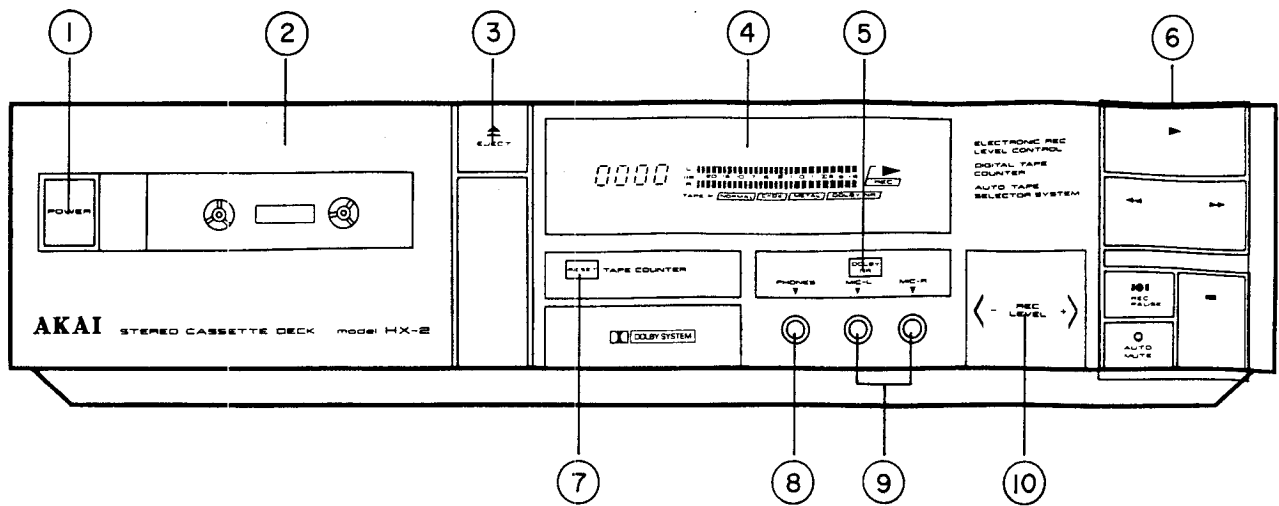 1
2
3
4
5
6
POWER
EJECT
0000
REC
TAPE
NORMAL
METAL
DOLBY NR
ELECTRONIC REC
LEVEL CONTROL
DIGITAL TAPE
COUNTER
AUTO TAPE
SELECTOR SYSTEM
RESET TAPE COUNTER
DOLBY
NR
PHONES MIC-L MIC-R
DOLBY SYSTEM
- REC +
LEVEL
REC
PAUSE
AUTO
MUTE
AKAI STEREO CASSETTE DECK model HX-2
7
8
9
10